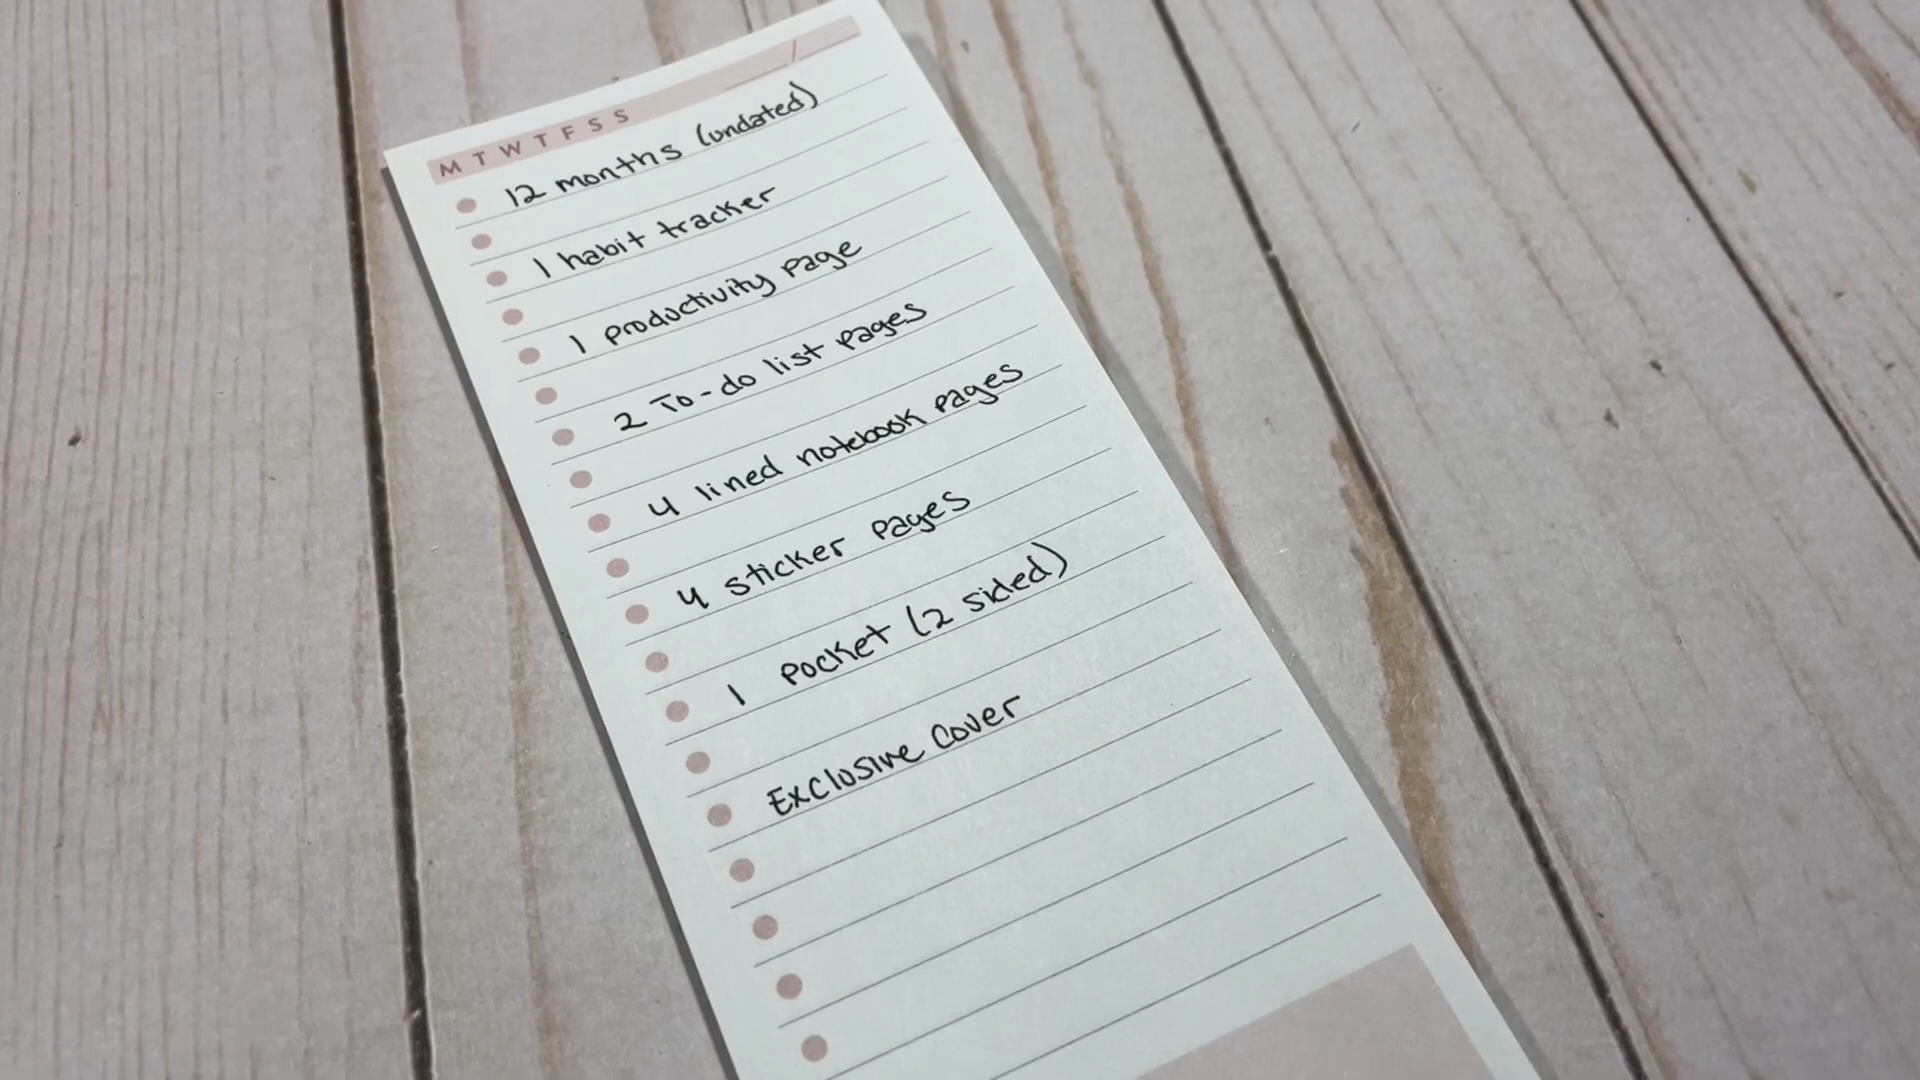 M T W T F S S /
12 months (undated)
1 habit tracker
1 productivity page
2 To-do list pages
4 lined notebook pages
4 sticker pages
1 pocket (2 sided)
Exclusive Cover